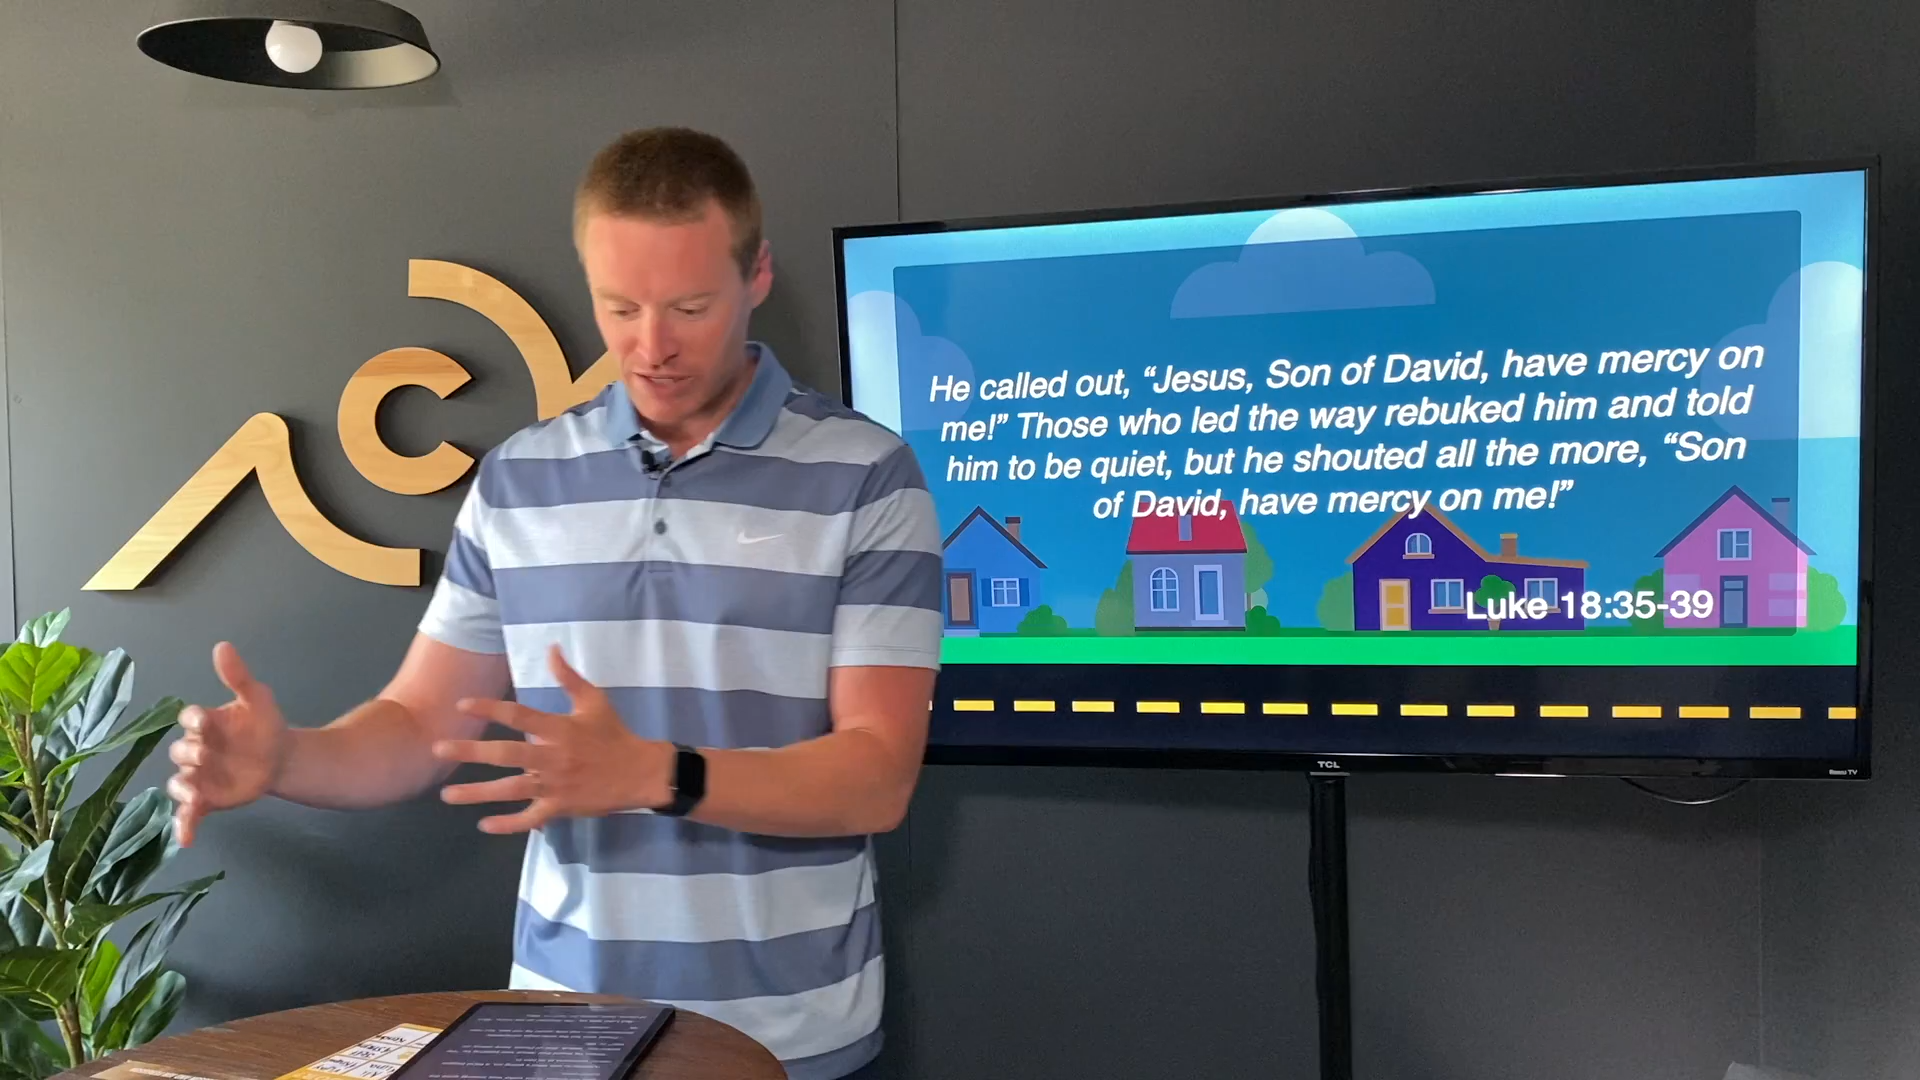 He called out, “Jesus, Son of David, have mercy on
me!” Those who led the way rebuked him and told
him to be quiet, but he shouted all the more, “Son
of David, have mercy on me!”
Luke 18:35-39
TCL
Roku TV